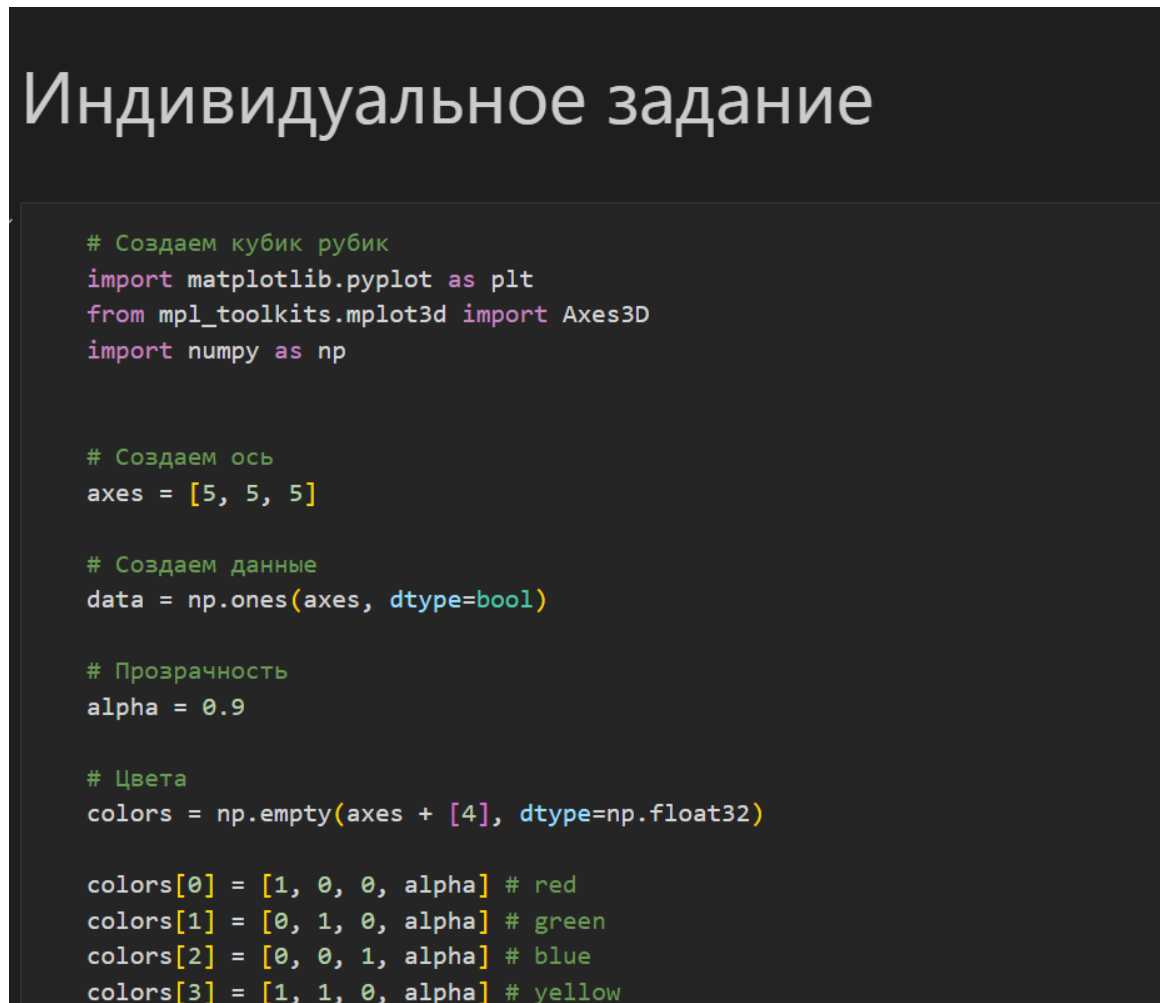 Индивидуальное задание
# Создаем кубик рубик
import matplotlib.pyplot as plt
from mpl_toolkits.mplot3d import Axes3D
import numpy as np
# Создаем ось
axes = [5, 5, 5]
# Создаем данные
data = np.ones(axes, dtype=bool)
# Прозрачность
alpha = 0.9
# Цвета
colors = np.empty(axes + [4], dtype=np.float32)
colors[0] = [1, 0, 0, alpha] # red
colors[1] = [0, 1, 0, alpha] # green
colors[2] = [0, 0, 1, alpha] # blue
colors[3] = [1, 1, 0, alpha] # yellow